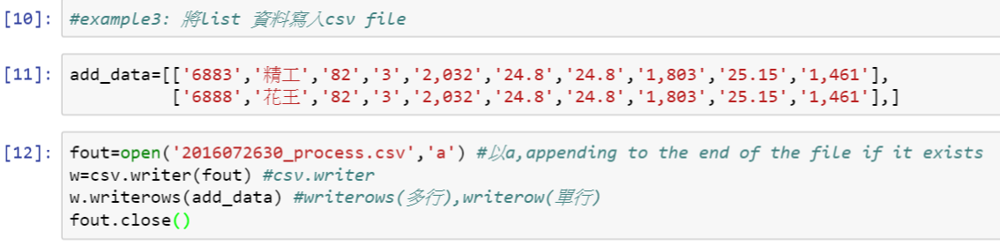 [10]: #example3: 將list 資料寫入csv file
[11]: add_data=[['6883','精工','82','3','2,032','24.8','24.8','1,803','25.15','1,461'],
['6888','花王','82','3','2,032','24.8','24.8','1,803','25.15','1,461'],]
[12]: fout=open('2016072630_process.csv','a') #以a,appending to the end of the file if it exists
w=csv.writer(fout) #csv.writer
w.writerows(add_data) #writerows(多行),writerow(單行)
fout.close()